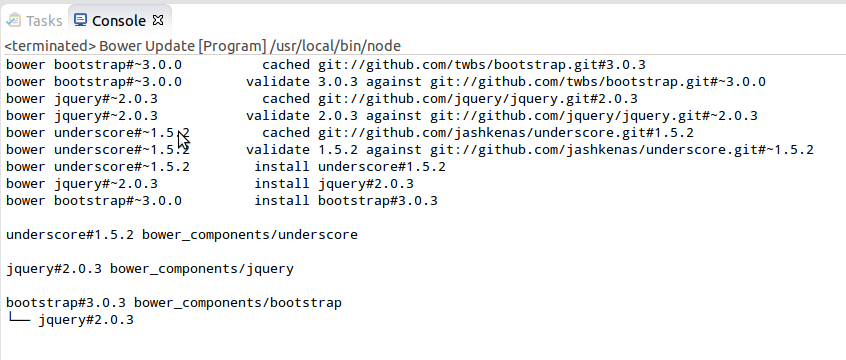 Tasks Console
<terminated> Bower Update [Program] /usr/local/bin/node
bower bootstrap#~3.0.0 cached git://github.com/twbs/bootstrap.git#3.0.3
bower bootstrap#~3.0.0 validate 3.0.3 against git://github.com/twbs/bootstrap.git#~3.0.0
bower jquery#~2.0.3 cached git://github.com/jquery/jquery.git#2.0.3
bower jquery#~2.0.3 validate 2.0.3 against git://github.com/jquery/jquery.git#~2.0.3
bower underscore#~1.5.2 cached git://github.com/jashkenas/underscore.git#1.5.2
bower underscore#~1.5.2 validate 1.5.2 against git://github.com/jashkenas/underscore.git#~1.5.2
bower underscore#~1.5.2 install underscore#1.5.2
bower jquery#~2.0.3 install jquery#2.0.3
bower bootstrap#~3.0.0 install bootstrap#3.0.3
underscore#1.5.2 bower_components/underscore
jquery#2.0.3 bower_components/jquery
bootstrap#3.0.3 bower_components/bootstrap
└── jquery#2.0.3